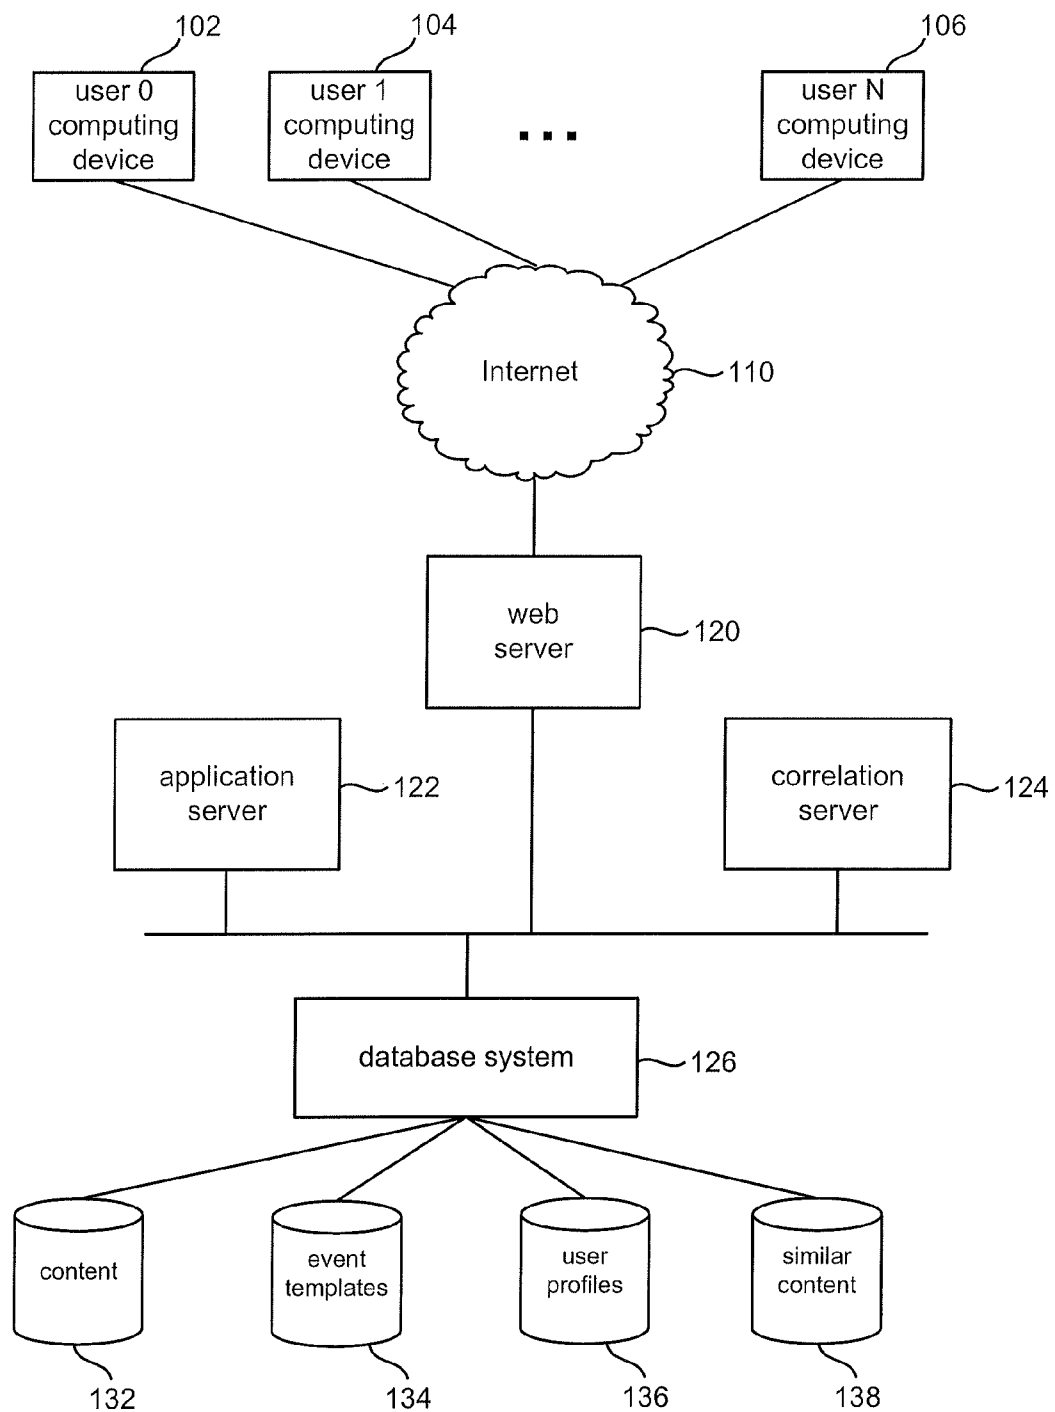 102
104
106
user 0
computing
device
user 1
computing
device
...
user N
computing
device
Internet
110
web
server
120
application
server
122
correlation
server
124
database system
126
content
event
templates
user
profiles
similar
content
132
134
136
138